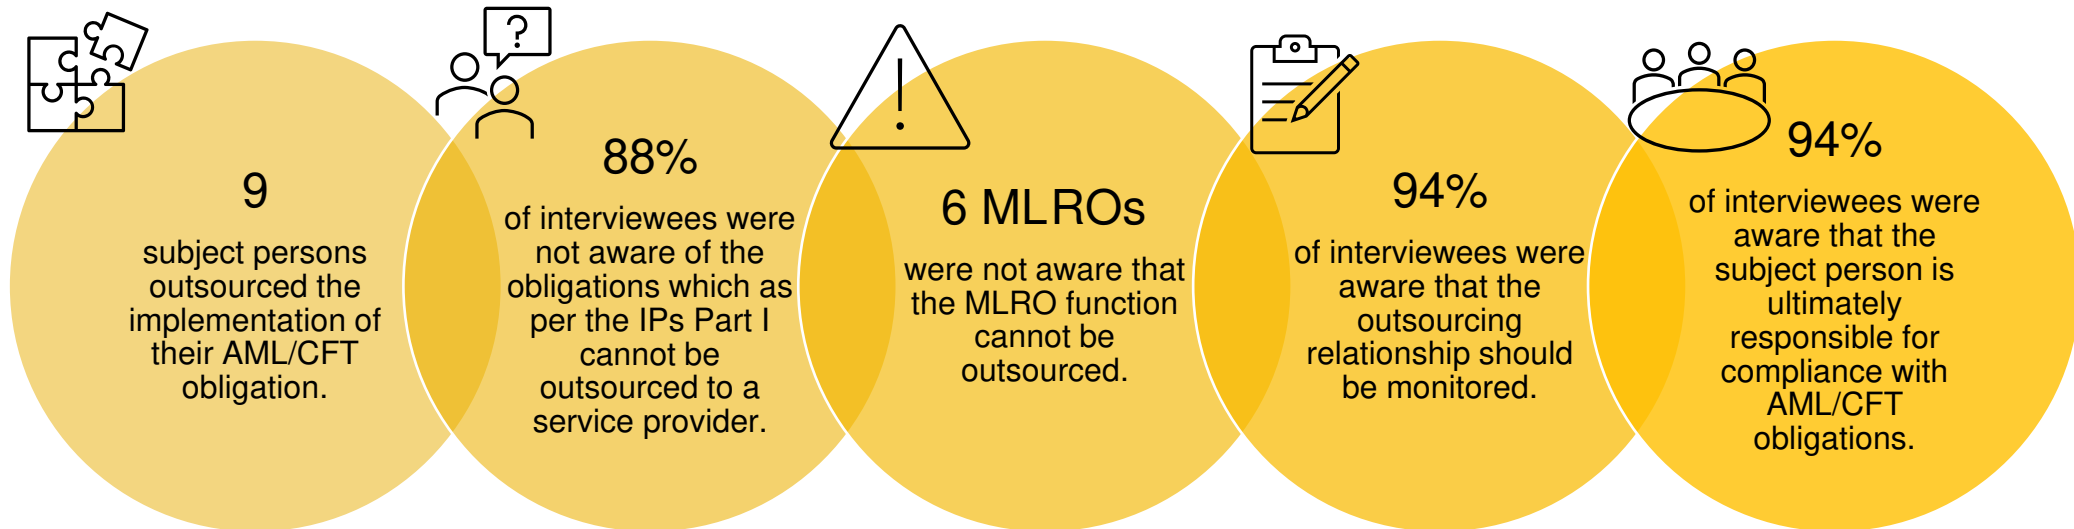 ?
9
subject persons
outsourced the
implementation of
their AML/CFT
obligation.
88%
of interviewees were
not aware of the
obligations which as
per the IPs Part I
cannot be
outsourced to a
service provider.
!
6 MLROs
were not aware that
the MLRO function
cannot be
outsourced.
94%
of interviewees were
aware that the
outsourcing
relationship should
be monitored.
94%
of interviewees were
aware that the
subject person is
ultimately
responsible for
compliance with
AML/CFT
obligations.